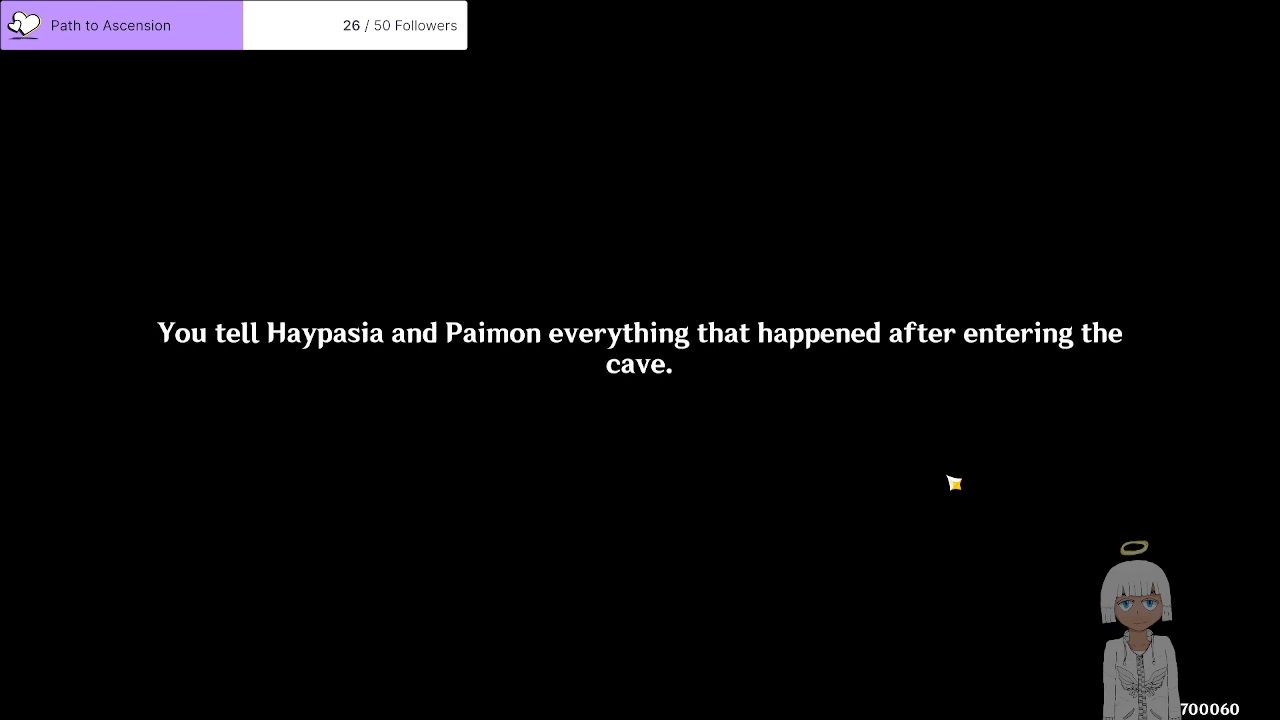 Path to Ascension
26 / 50 Followers
You tell Haypasia and Paimon everything that happened after entering the
cave.
700060